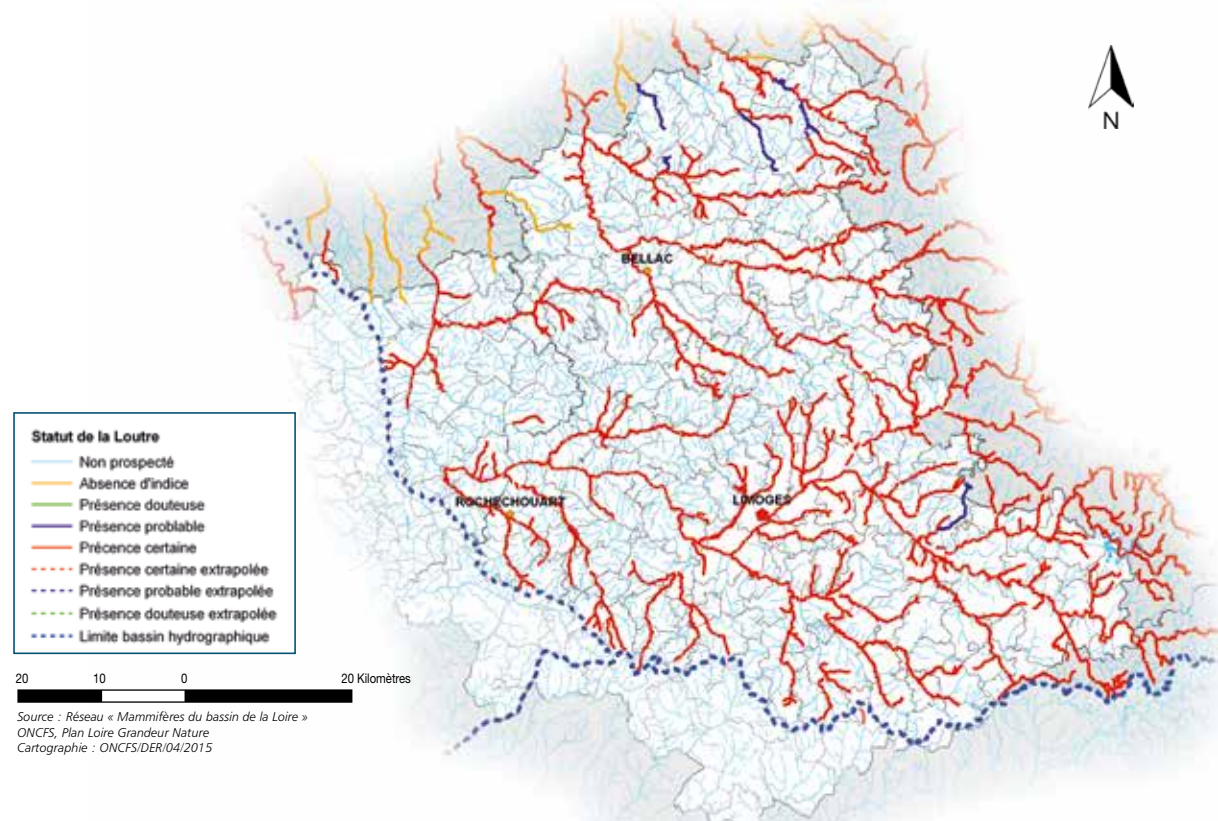 N
BELLAC
ROCHECHOUART
LIMOGES
Statut de la Loutre
Non prospecté
Absence d'indice
Présence douteuse
Présence problable
Précence certaine
Présence certaine extrapolée
Présence probable extrapolée
Présence douteuse extrapolée
Limite bassin hydrographique
20 10 0 20 Kilomètres
Source : Réseau « Mammifères du bassin de la Loire »
ONCFS, Plan Loire Grandeur Nature
Cartographie : ONCFS/DER/04/2015